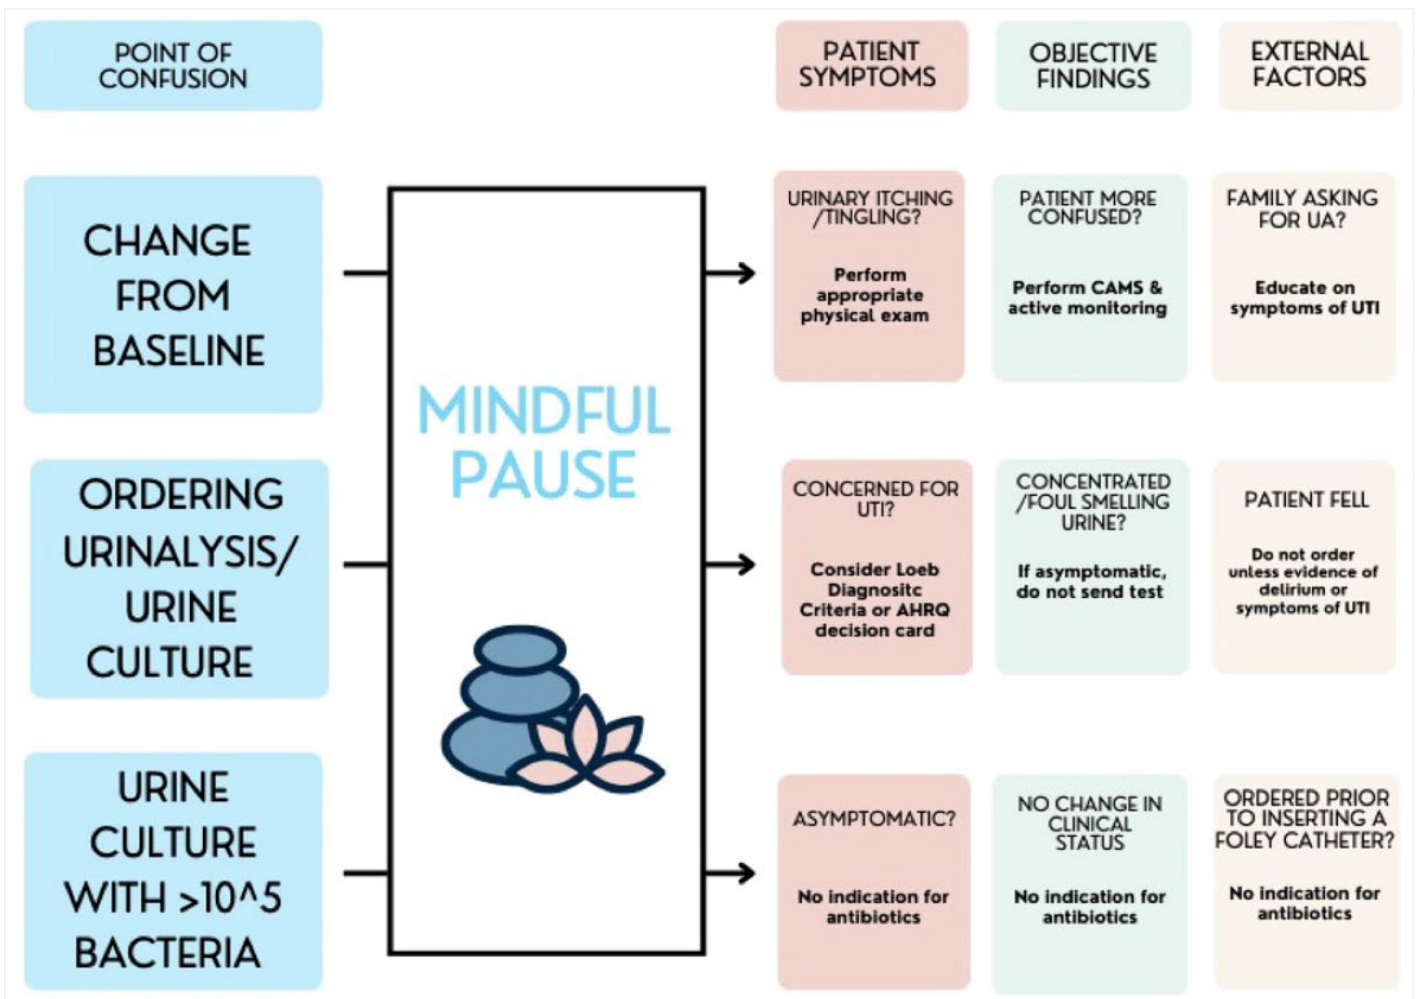 POINT OF
CONFUSION
PATIENT
SYMPTOMS
OBJECTIVE
FINDINGS
EXTERNAL
FACTORS
CHANGE
FROM
BASELINE
MINDFUL
PAUSE
URINARY ITCHING
/TINGLING?
Perform
appropriate
physical exam
PATIENT MORE
CONFUSED?
Perform CAMS &
active monitoring
FAMILY ASKING
FOR UA?
Educate on
symptoms of UTI
ORDERING
URINALYSIS/
URINE
CULTURE
CONCERNED FOR
UTI?
Consider Loeb
Diagnositc
Criteria or AHRQ
decision card
CONCENTRATED
/FOUL SMELLING
URINE?
If asymptomatic,
do not send test
PATIENT FELL
Do not order
unless evidence of
delirium or
symptoms of UTI
URINE
CULTURE
WITH >10^5
BACTERIA
ASYMPTOMATIC?
No indication for
antibiotics
NO CHANGE IN
CLINICAL
STATUS
No indication for
antibiotics
ORDERED PRIOR
TO INSERTING A
FOLEY CATHETER?
No indication for
antibiotics